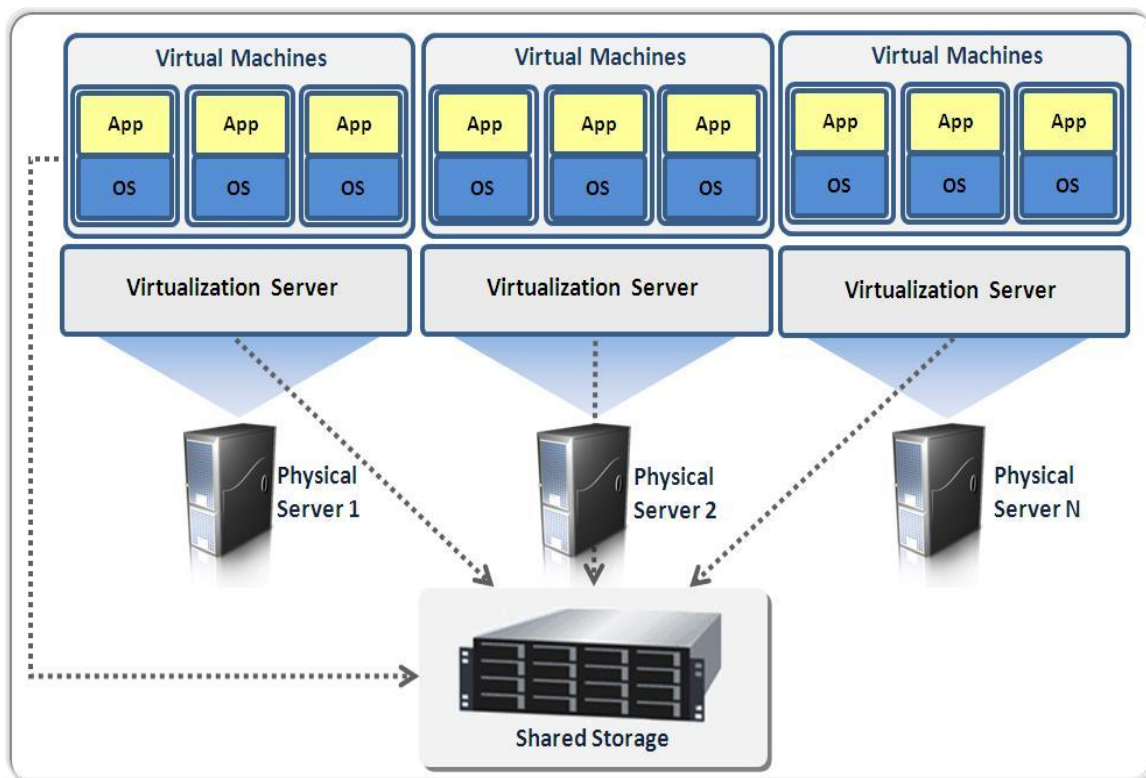 Virtual Machines
Virtual Machines
Virtual Machines
App App App
App App App
App App App
OS OS OS
OS OS OS
OS OS OS
Virtualization Server
Virtualization Server
Virtualization Server
Physical
Server 1
Physical
Server 2
Physical
Server N
Shared Storage